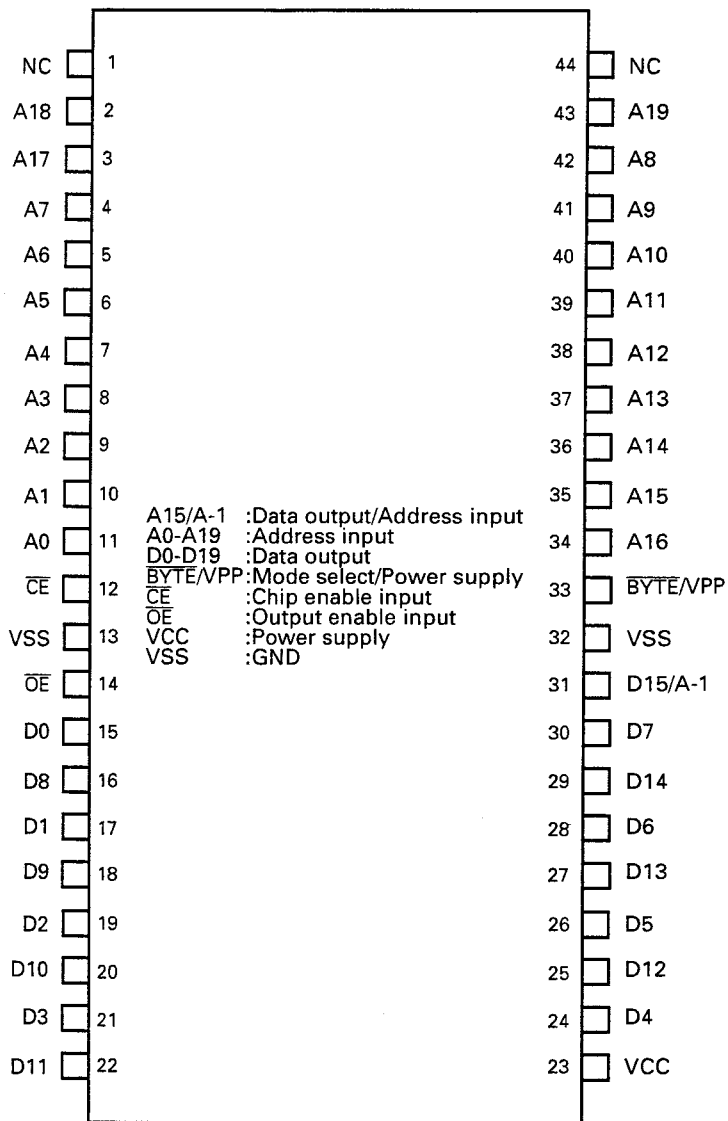 NC 1 44 NC
A18 2 43 A19
A17 3 42 A8
A7 4 41 A9
A6 5 40 A10
A5 6 39 A11
A4 7 38 A12
A3 8 37 A13
A2 9 36 A14
A1 10 35 A15
A0 11 34 A16
C̅E̅ 12 33 B̅Y̅T̅E̅/VPP
VSS 13 32 VSS
O̅E̅ 14 31 D15/A-1
D0 15 30 D7
D8 16 29 D14
D1 17 28 D6
D9 18 27 D13
D2 19 26 D5
D10 20 25 D12
D3 21 24 D4
D11 22 23 VCC
A15/A-1 :Data output/Address input
A0-A19 :Address input
D0-D19 :Data output
B̅Y̅T̅E̅/VPP:Mode select/Power supply
C̅E̅ :Chip enable input
O̅E̅ :Output enable input
VCC :Power supply
VSS :GND